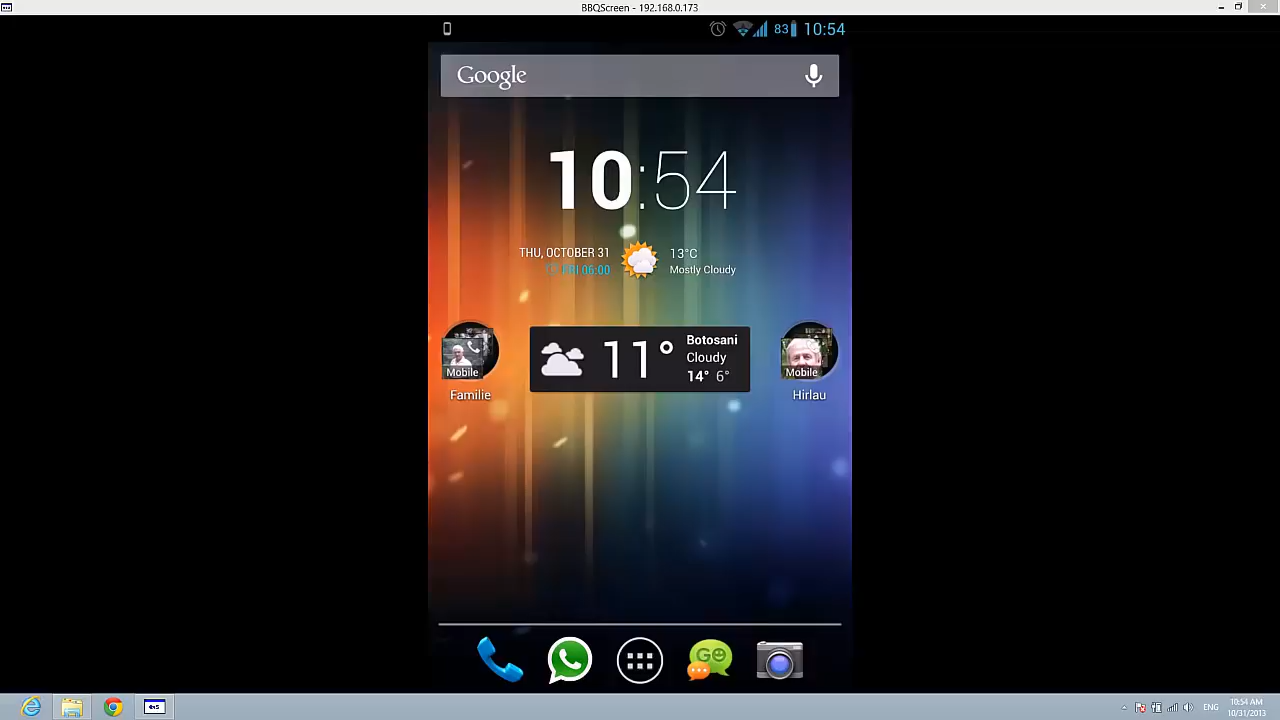 BBQScreen - 192.168.0.173
83 10:54
Google
10:54
THU, OCTOBER 31
FRI 06:00
13°C
Mostly Cloudy
Mobile
Familie
11°
Botosani
Cloudy
14° 6°
Mobile
Hirlau
GO
ENG
10:54 AM
10/31/2013